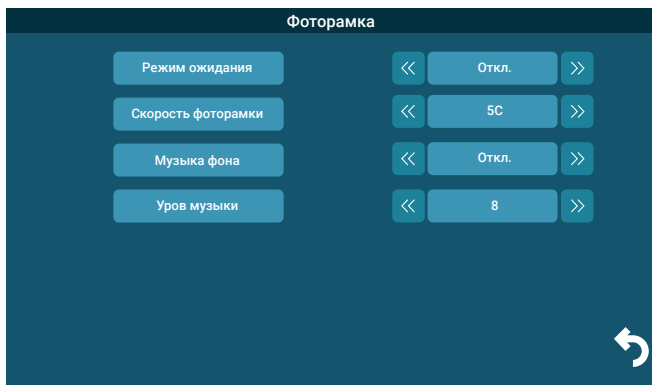 Фоторамка
Режим ожидания
Откл.
Скорость фоторамки
5С
Музыка фона
Откл.
Уров музыки
8